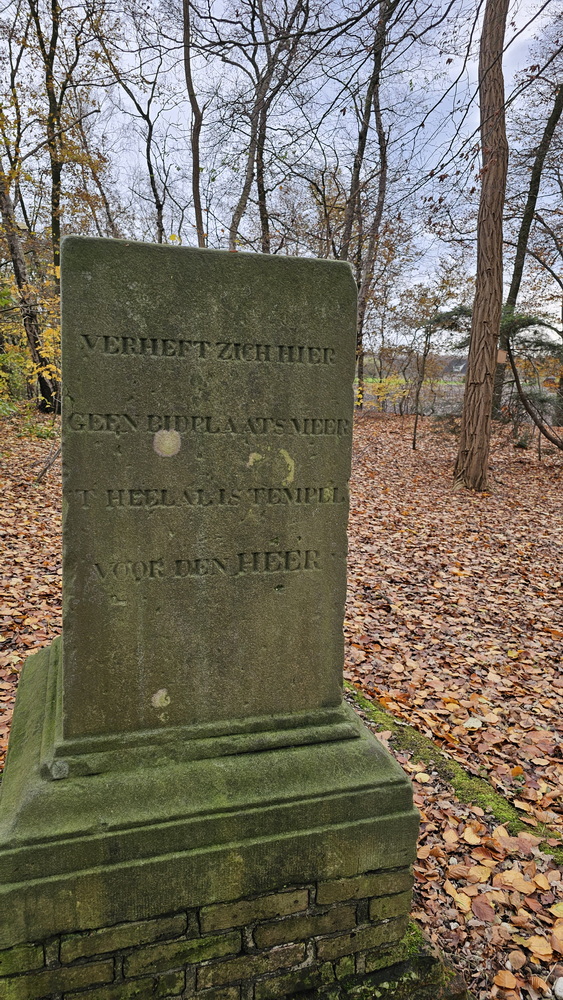 VERHEFT ZICH HIER
GEEN BIDPLAATS MEER
'T HEELAL IS TEMPEL
VOOR DEN HEER